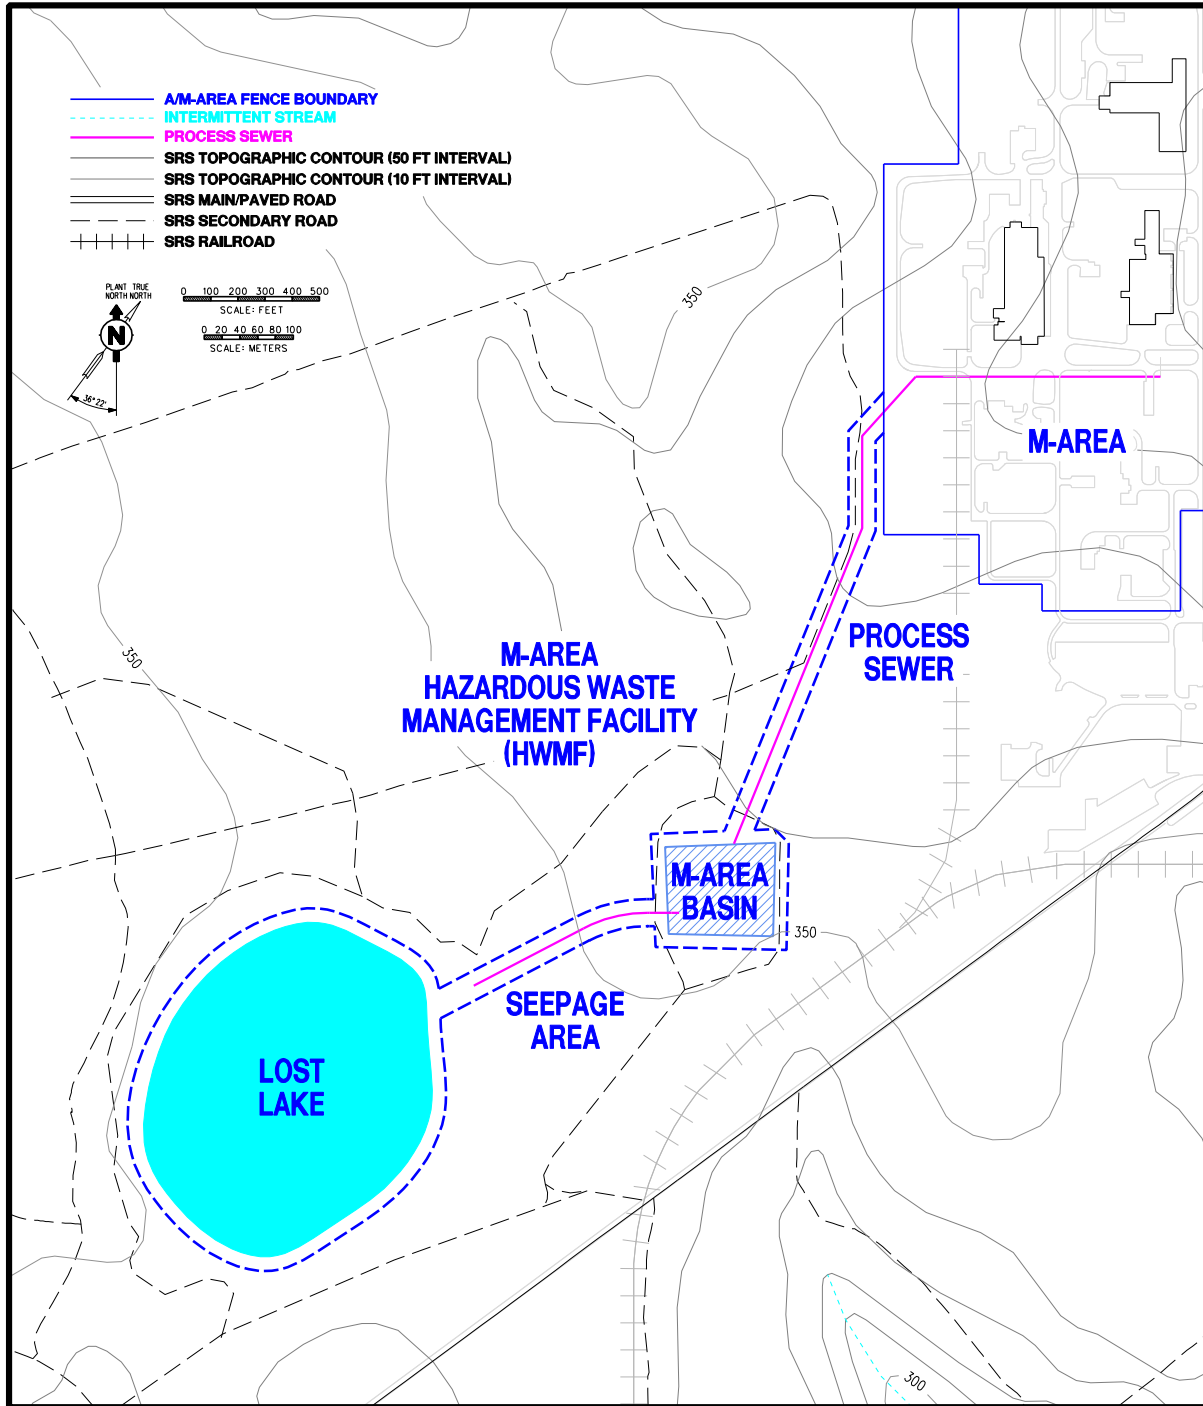 A/M-AREA FENCE BOUNDARY
INTERMITTENT STREAM
PROCESS SEWER
SRS TOPOGRAPHIC CONTOUR (50 FT INTERVAL)
SRS TOPOGRAPHIC CONTOUR (10 FT INTERVAL)
SRS MAIN/PAVED ROAD
SRS SECONDARY ROAD
SRS RAILROAD
PLANT TRUE
NORTH NORTH
N
36° 22'
0 100 200 300 400 500
SCALE: FEET
0 20 40 60 80 100
SCALE: METERS
350
M-AREA
350
PROCESS
SEWER
M-AREA
HAZARDOUS WASTE
MANAGEMENT FACILITY
(HWMF)
M-AREA
BASIN
350
SEEPAGE
AREA
LOST
LAKE
300